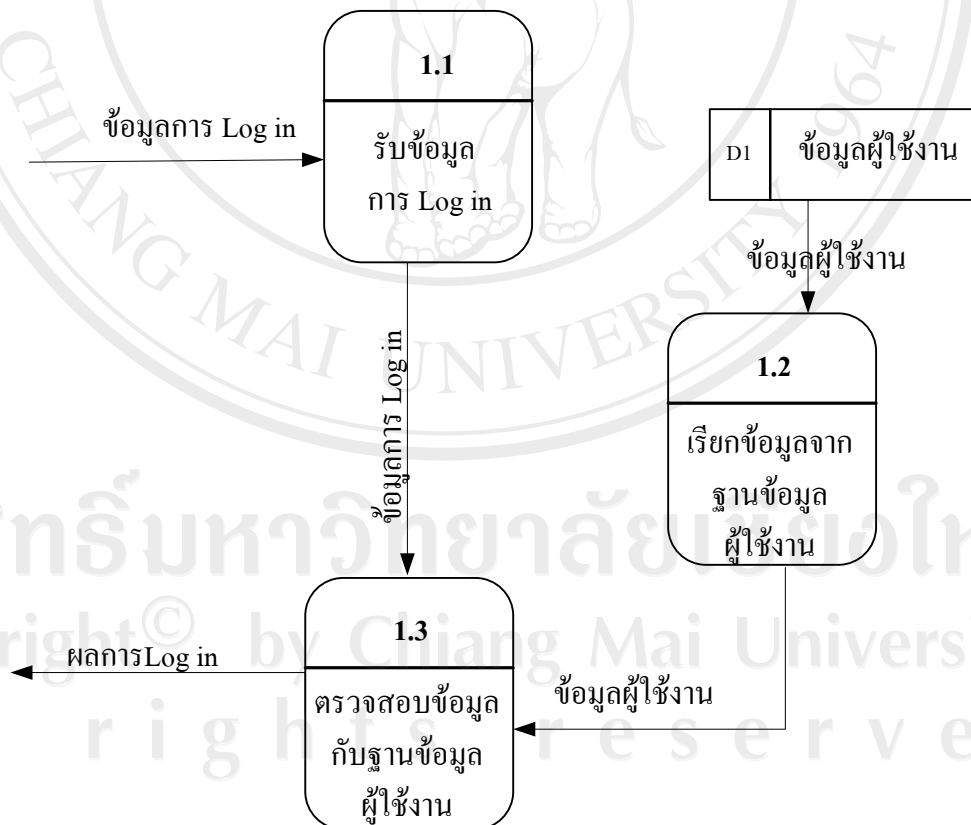 1.1
ข้อมูลการ Log in
รับข้อมูล
การ Log in
D1
ข้อมูลผู้ใช้งาน
ข้อมูลผู้ใช้งาน
ข้อมูลการ Log in
1.2
เรียกข้อมูลจาก
ฐานข้อมูล
ผู้ใช้งาน
1.3
ผลการLog in
ตรวจสอบข้อมูล
กับฐานข้อมูล
ผู้ใช้งาน
ข้อมูลผู้ใช้งาน
CHIANG MAI UNIVERSITY 1964
ทธิ์มหาวิทยาลัยเชียงให
right© by Chiang Mai Univers
rights reserve